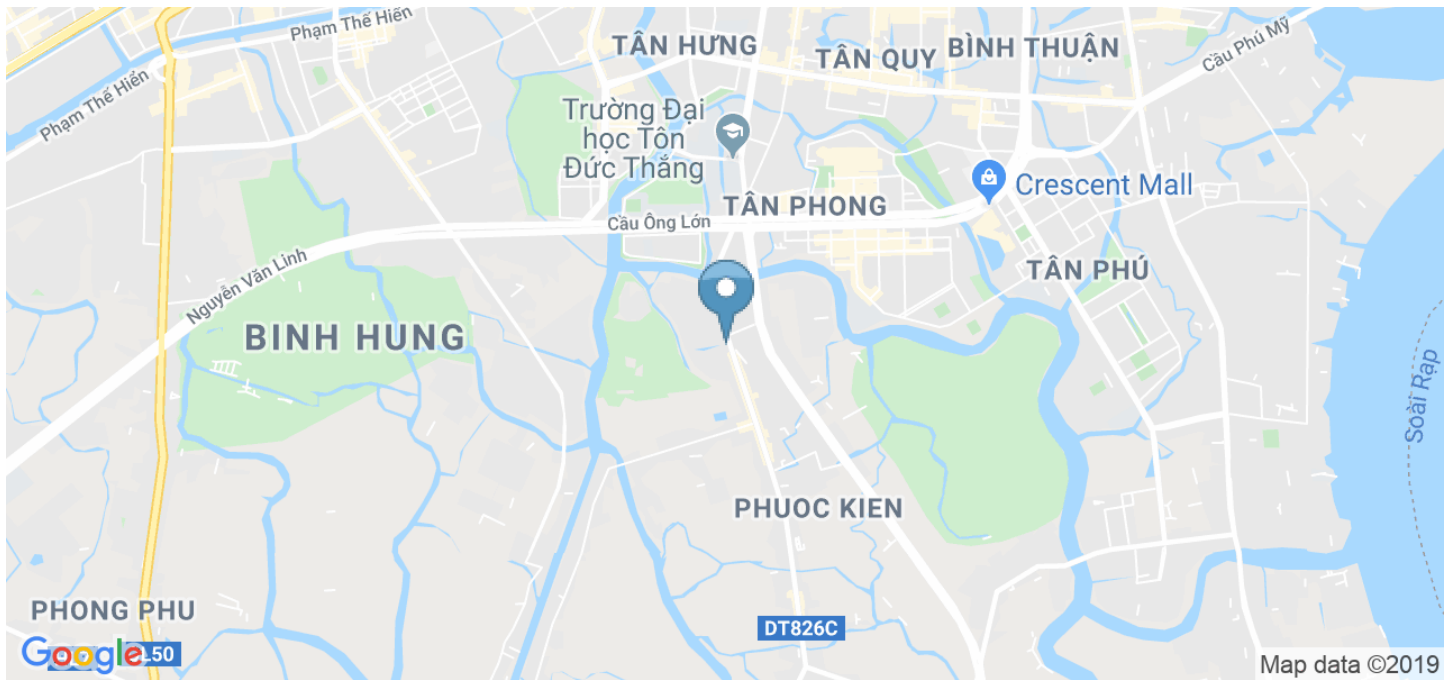 Phạm Thế Hiển
TÂN HƯNG
TÂN QUY
BÌNH THUẬN
Cầu Phú Mỹ
Phạm Thế Hiển
Trường Đại
học Tôn
Đức Thắng
Crescent Mall
TÂN PHONG
Cầu Ông Lớn
Nguyễn Văn Linh
TÂN PHÚ
BINH HUNG
Soài Rạp
PHUOC KIEN
PHONG PHU
DT826C
Google
L50
Map data ©2019